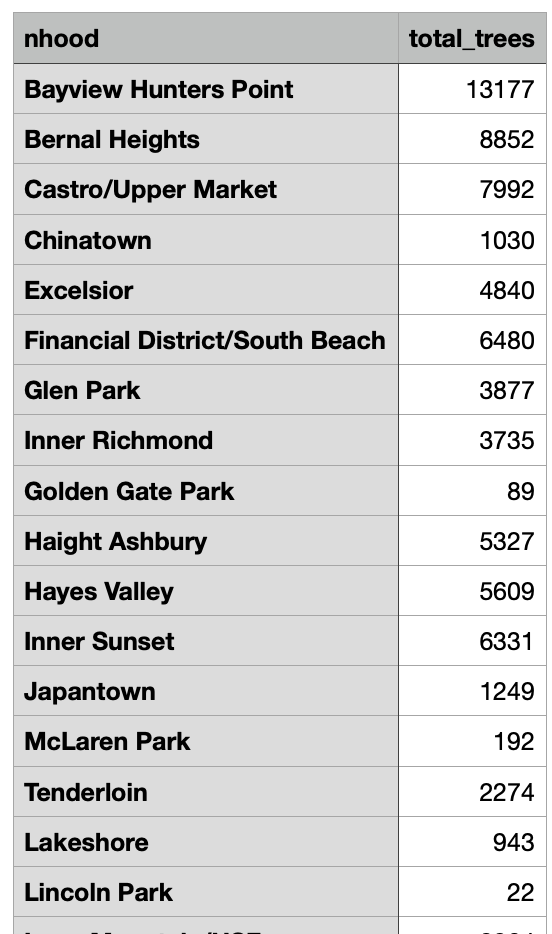 nhood total_trees
Bayview Hunters Point 13177
Bernal Heights 8852
Castro/Upper Market 7992
Chinatown 1030
Excelsior 4840
Financial District/South Beach 6480
Glen Park 3877
Inner Richmond 3735
Golden Gate Park 89
Haight Ashbury 5327
Hayes Valley 5609
Inner Sunset 6331
Japantown 1249
McLaren Park 192
Tenderloin 2274
Lakeshore 943
Lincoln Park 22